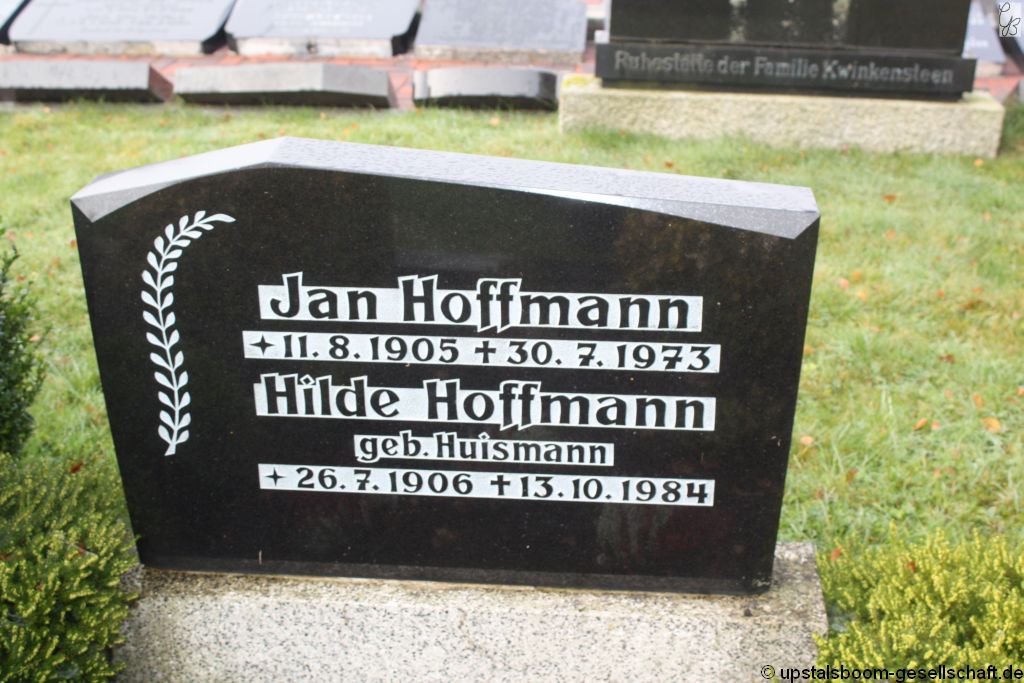 Ruhestätte der Familie Kwinkensteen
Jan Hoffmann
✦ 11. 8. 1905 ✝ 30. 7. 1973
Hilde Hoffmann
geb. Huismann
✦ 26. 7. 1906 ✝ 13. 10. 1984
© upstalsboom-gesellschaft.de